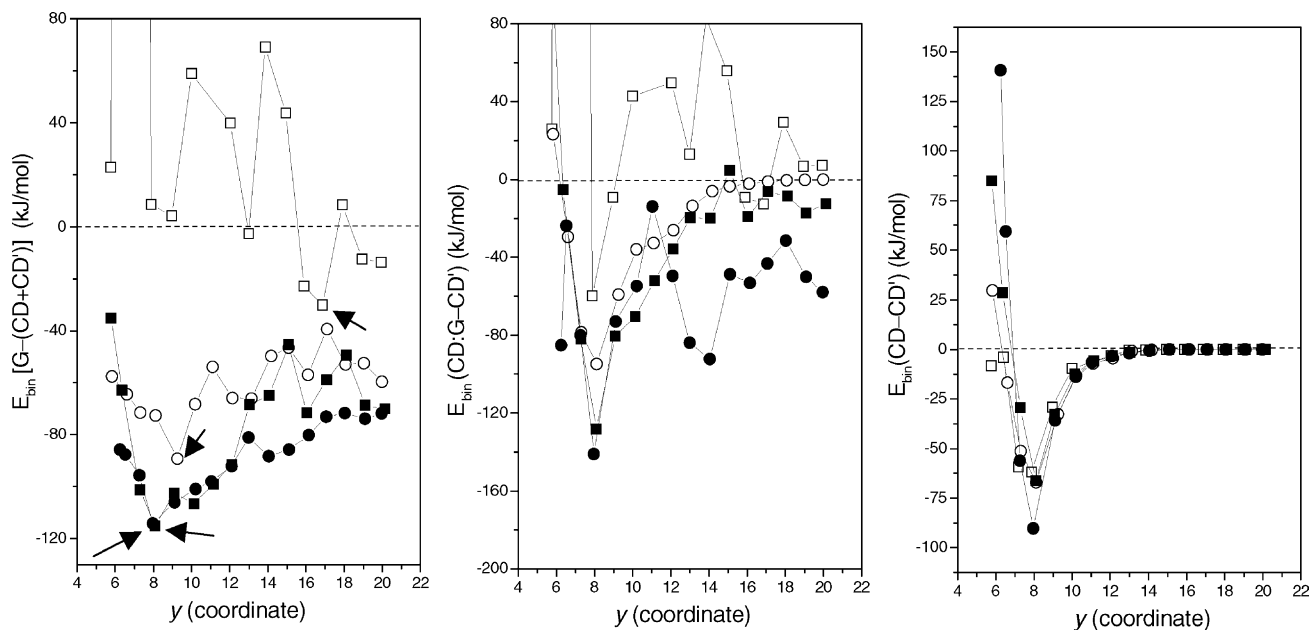 80
40
0
-40
-80
-120
4 6 8 10 12 14 16 18 20 22
y (coordinate)
E_bin [G–(CD+CD')] (kJ/mol)
80
40
0
-40
-80
-120
-160
-200
4 6 8 10 12 14 16 18 20 22
y (coordinate)
E_bin(CD:G–CD') (kJ/mol)
150
125
100
75
50
25
0
-25
-50
-75
-100
4 6 8 10 12 14 16 18 20 22
y (coordinate)
E_bin(CD–CD') (kJ/mol)